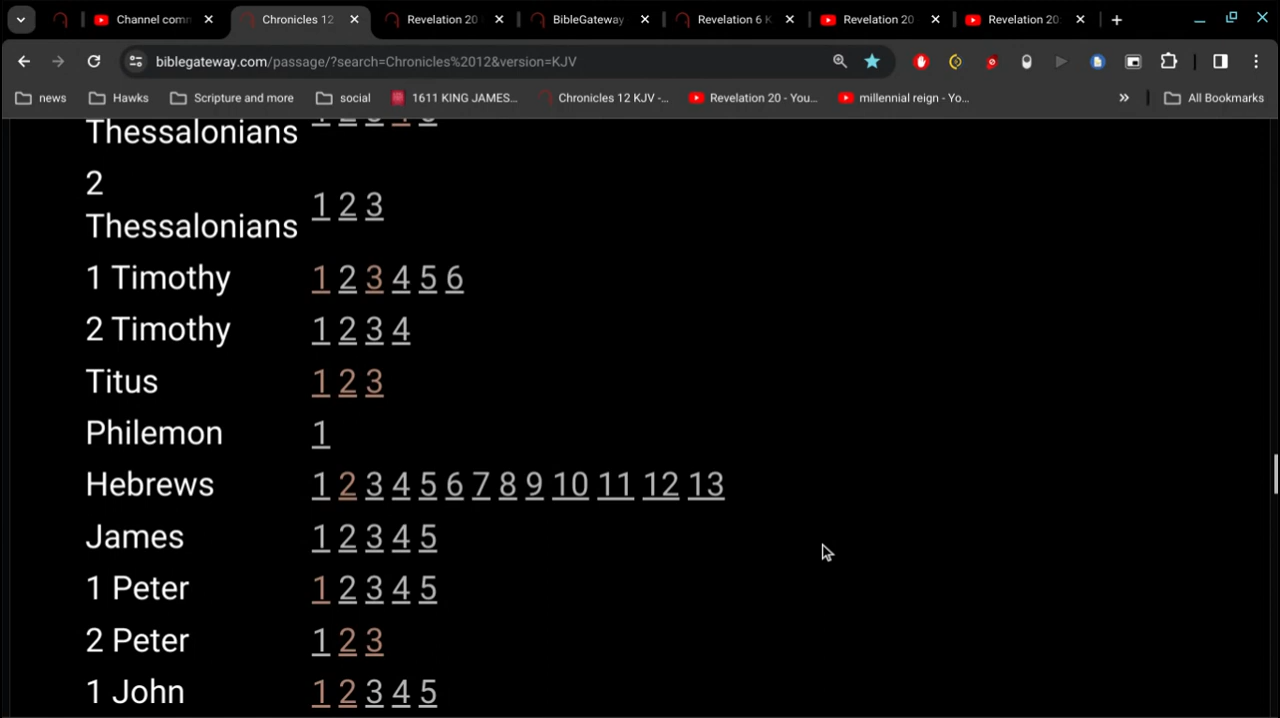 Channel comm
Chronicles 12
Revelation 20
BibleGateway
Revelation 6 K
Revelation 20
Revelation 20
biblegateway.com/passage/?search=Chronicles%2012&version=KJV
news
Hawks
Scripture and more
social
1611 KING JAMES...
Chronicles 12 KJV -...
Revelation 20 - You...
millennial reign - Yo...
»
All Bookmarks
Thessalonians 1 2 3 4 5
2
Thessalonians 1 2 3
1 Timothy 1 2 3 4 5 6
2 Timothy 1 2 3 4
Titus 1 2 3
Philemon 1
Hebrews 1 2 3 4 5 6 7 8 9 10 11 12 13
James 1 2 3 4 5
1 Peter 1 2 3 4 5
2 Peter 1 2 3
1 John 1 2 3 4 5